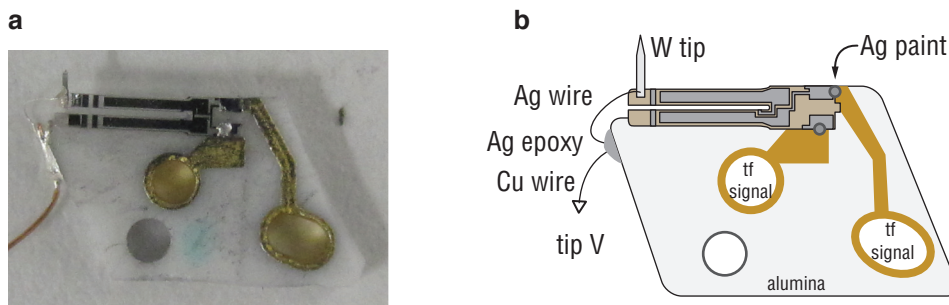 a
b
W tip
Ag paint
Ag wire
Ag epoxy
Cu wire
tip V
tf
signal
tf
signal
alumina